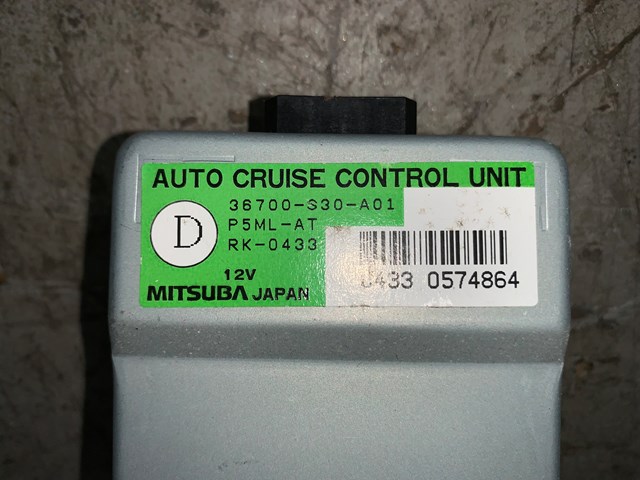 AUTO CRUISE CONTROL UNIT
36700-S30-A01
D
P5ML-AT
RK-0433
12V
MITSUBA JAPAN
0433 0574864